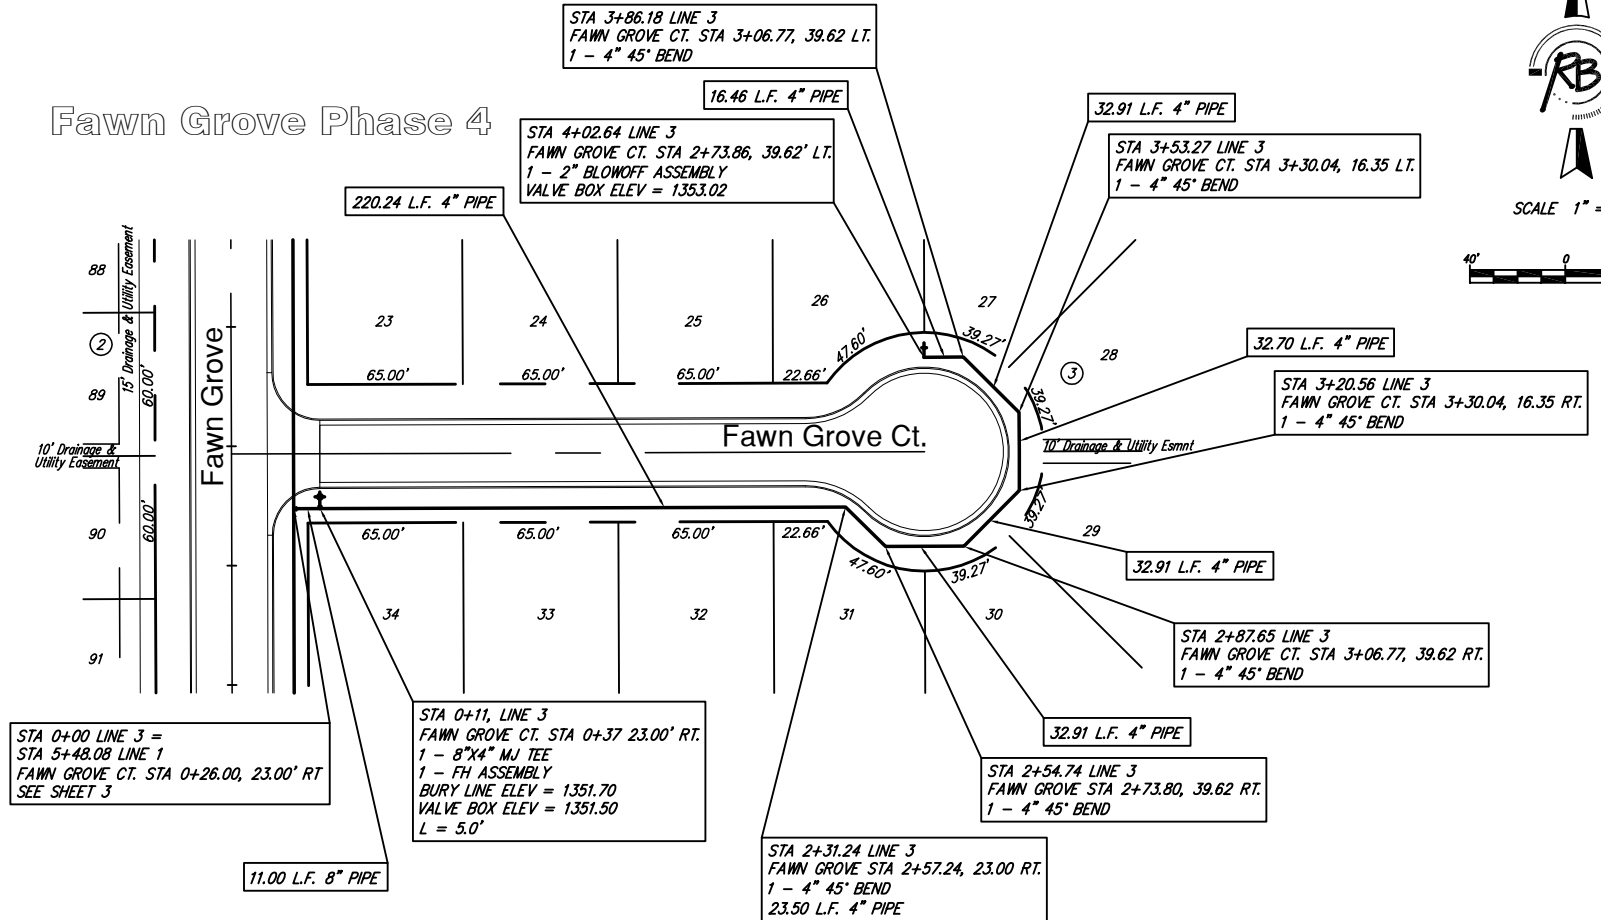 STA 3+86.18 LINE 3
FAWN GROVE CT. STA 3+06.77, 39.62 LT.
1 - 4" 45° BEND
16.46 L.F. 4" PIPE
32.91 L.F. 4" PIPE
RB
Fawn Grove Phase 4
STA 4+02.64 LINE 3
FAWN GROVE CT. STA 2+73.86, 39.62' LT.
1 - 2" BLOWOFF ASSEMBLY
VALVE BOX ELEV = 1353.02
STA 3+53.27 LINE 3
FAWN GROVE CT. STA 3+30.04, 16.35 LT.
1 - 4" 45° BEND
220.24 L.F. 4" PIPE
SCALE 1" =
40'
0
88
15' Drainage & Utility Easement
23
24
25
26
27
28
2
3
Fawn Grove
47.60'
39.27'
39.27'
32.70 L.F. 4" PIPE
89
60.00'
65.00'
65.00'
65.00'
22.66'
STA 3+20.56 LINE 3
FAWN GROVE CT. STA 3+30.04, 16.35 RT.
1 - 4" 45° BEND
Fawn Grove Ct.
10' Drainage &
Utility Easement
10' Drainage & Utility Esmnt
90
60.00'
65.00'
65.00'
65.00'
22.66'
47.60'
39.27'
39.27'
29
32.91 L.F. 4" PIPE
34
33
32
31
30
91
STA 2+87.65 LINE 3
FAWN GROVE CT. STA 3+06.77, 39.62 RT.
1 - 4" 45° BEND
STA 0+00 LINE 3 =
STA 5+48.08 LINE 1
FAWN GROVE CT. STA 0+26.00, 23.00' RT
SEE SHEET 3
STA 0+11, LINE 3
FAWN GROVE CT. STA 0+37 23.00' RT.
1 - 8"X4" MJ TEE
1 - FH ASSEMBLY
BURY LINE ELEV = 1351.70
VALVE BOX ELEV = 1351.50
L = 5.0'
32.91 L.F. 4" PIPE
STA 2+54.74 LINE 3
FAWN GROVE STA 2+73.80, 39.62 RT.
1 - 4" 45° BEND
11.00 L.F. 8" PIPE
STA 2+31.24 LINE 3
FAWN GROVE STA 2+57.24, 23.00 RT.
1 - 4" 45° BEND
23.50 L.F. 4" PIPE